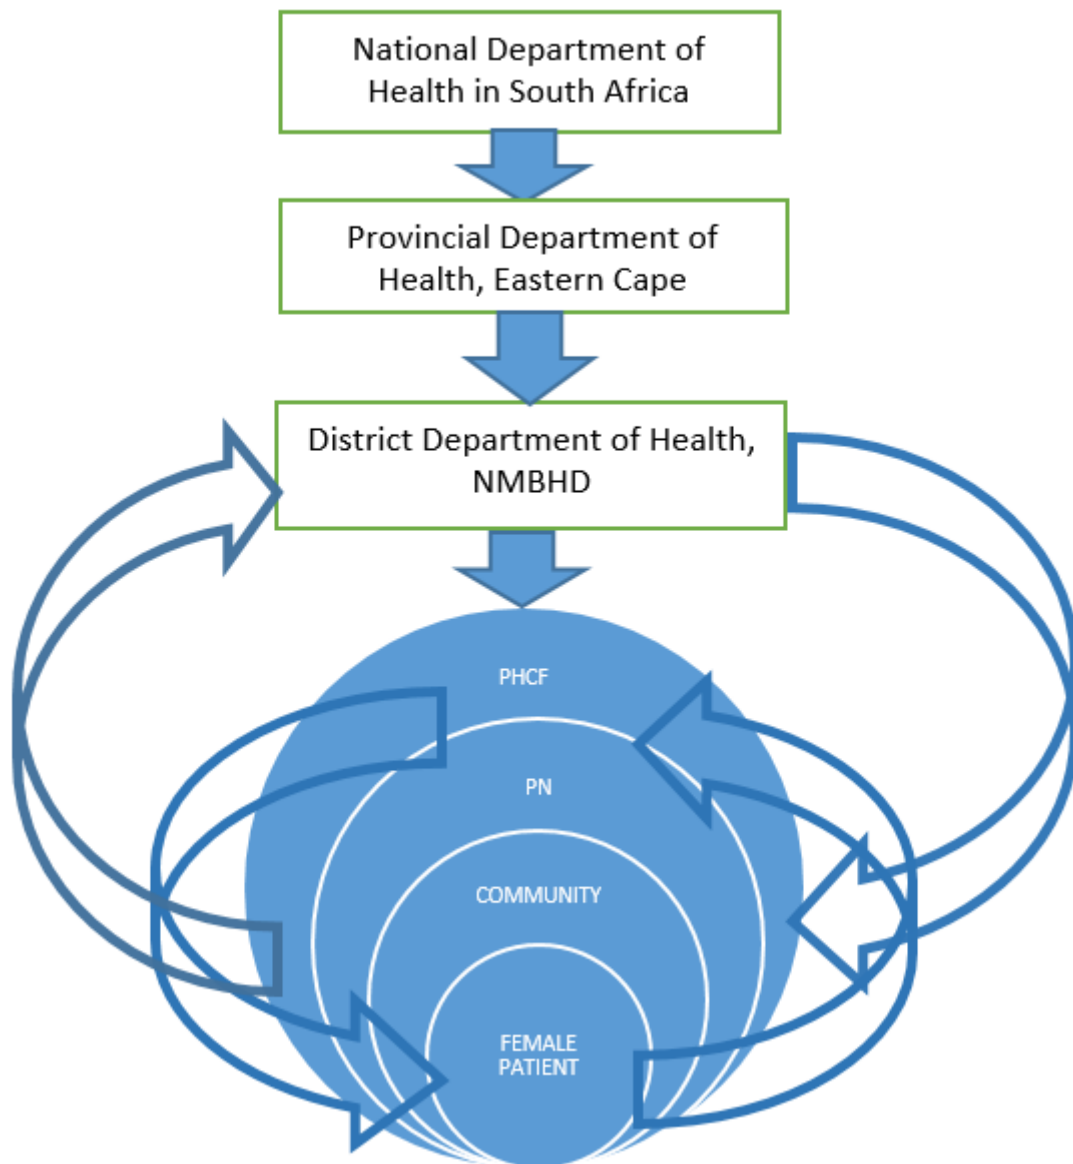 National Department of
Health in South Africa
Provincial Department of
Health, Eastern Cape
District Department of Health,
NMBHD
PHCF
PN
COMMUNITY
FEMALE
PATIENT